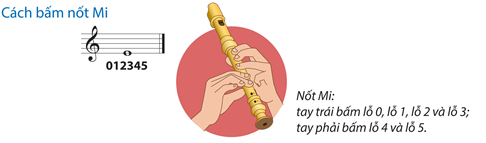 Cách bấm nốt Mi
012345
Nốt Mi:
tay trái bấm lỗ 0, lỗ 1, lỗ 2 và lỗ 3;
tay phải bấm lỗ 4 và lỗ 5.